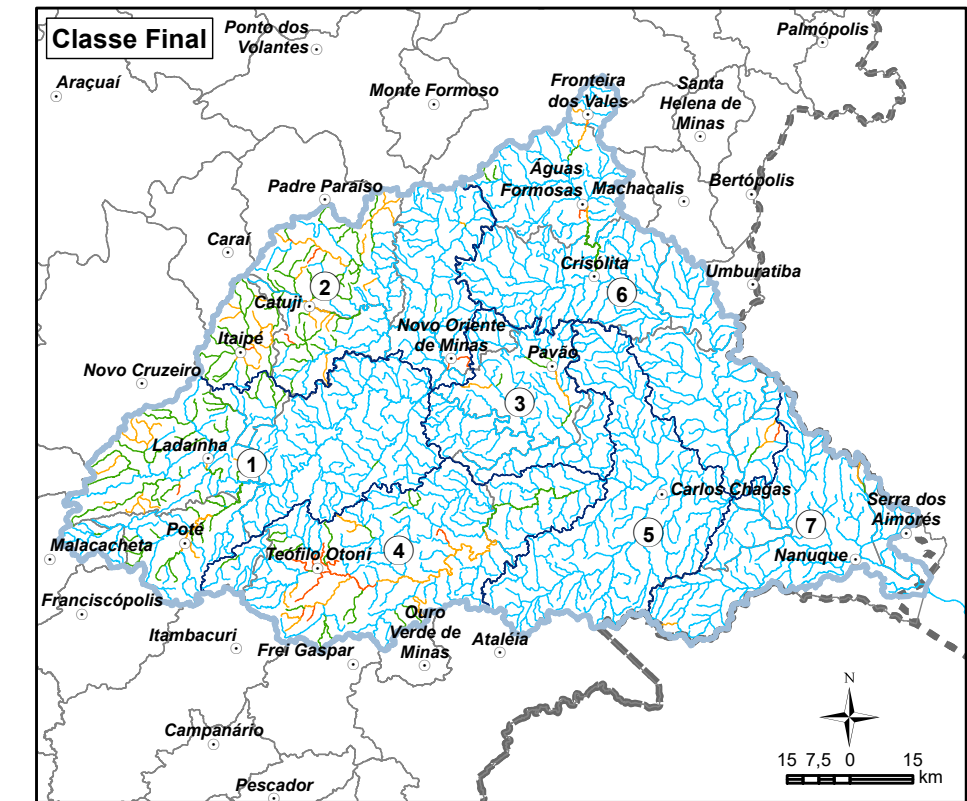 Classe Final
Ponto dos
Volantes
Palmópolis
Araçuaí
Monte Formoso
Fronteira
dos Vales
Santa
Helena de
Minas
Águas
Formosas
Machacalis
Bertópolis
Padre Paraíso
Caraí
Crisólita
Umburatiba
2
6
Catuji
Novo Oriente
de Minas
Itaipé
Pavão
Novo Cruzeiro
3
Ladainha
1
Carlos Chagas
Serra dos
Aimorés
Poté
Malacacheta
4
5
7
Teófilo Otoni
Nanuque
Franciscópolis
Ouro
Verde de
Minas
Itambacuri
Frei Gaspar
Ataléia
N
Campanário
15 7,5 0 15
km
Pescador